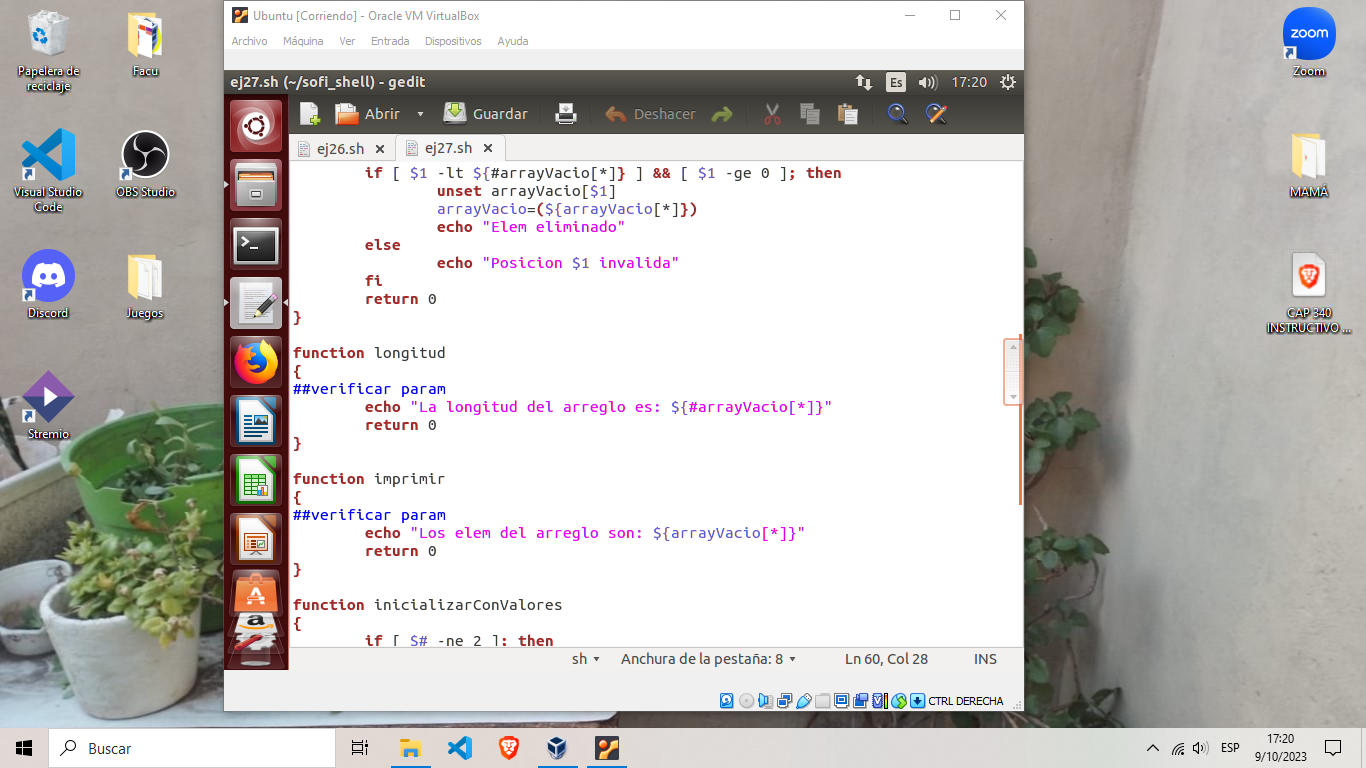 Ubuntu [Corriendo] - Oracle VM VirtualBox
Archivo Máquina Ver Entrada Dispositivos Ayuda
ej27.sh (~/sofi_shell) - gedit
Es
17:20
Abrir
Guardar
Deshacer
ej26.sh
ej27.sh
if [ $1 -lt ${#arrayVacio[*]} ] && [ $1 -ge 0 ]; then
unset arrayVacio[$1]
arrayVacio=(${arrayVacio[*]})
echo "Elem eliminado"
else
echo "Posicion $1 invalida"
fi
return 0
}
function longitud
{
##verificar param
echo "La longitud del arreglo es: ${#arrayVacio[*]}"
return 0
}
function imprimir
{
##verificar param
echo "Los elem del arreglo son: ${arrayVacio[*]}"
return 0
}
function inicializarConValores
{
if [ $# -ne 2 ]; then
sh
Anchura de la pestaña: 8
Ln 60, Col 28
INS
CTRL DERECHA
Papelera de
reciclaje
Facu
Visual Studio
Code
OBS Studio
Discord
Juegos
Stremio
zoom
Zoom
MAMÁ
CAP 340
INSTRUCTIVO ...
Buscar
ESP
17:20
9/10/2023